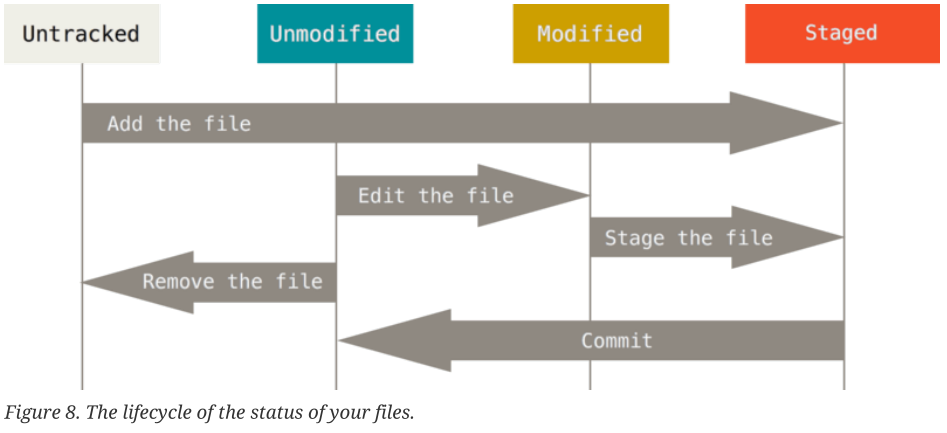 Untracked
Unmodified
Modified
Staged
Add the file
Edit the file
Stage the file
Remove the file
Commit
Figure 8. The lifecycle of the status of your files.